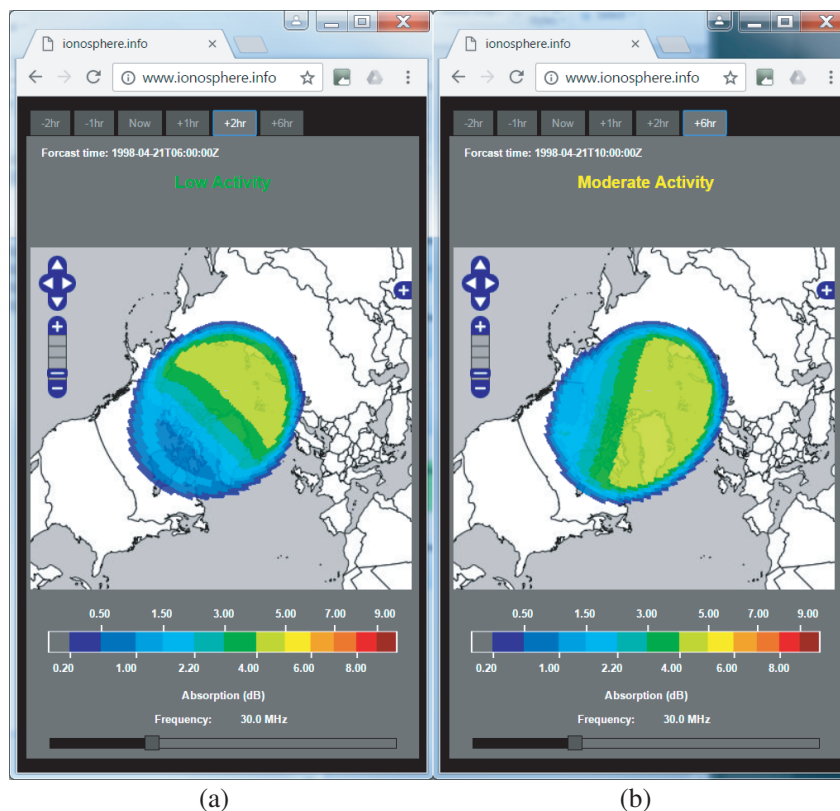 ionosphere.info ×
www.ionosphere.info
-2hr -1hr Now +1hr +2hr +6hr
Forcast time: 1998-04-21T06:00:00Z
Low Activity
0.50 1.50 3.00 5.00 7.00 9.00
0.20 1.00 2.20 4.00 6.00 8.00
Absorption (dB)
Frequency: 30.0 MHz
(a)
ionosphere.info ×
www.ionosphere.info
-2hr -1hr Now +1hr +2hr +6hr
Forcast time: 1998-04-21T10:00:00Z
Moderate Activity
0.50 1.50 3.00 5.00 7.00 9.00
0.20 1.00 2.20 4.00 6.00 8.00
Absorption (dB)
Frequency: 30.0 MHz
(b)